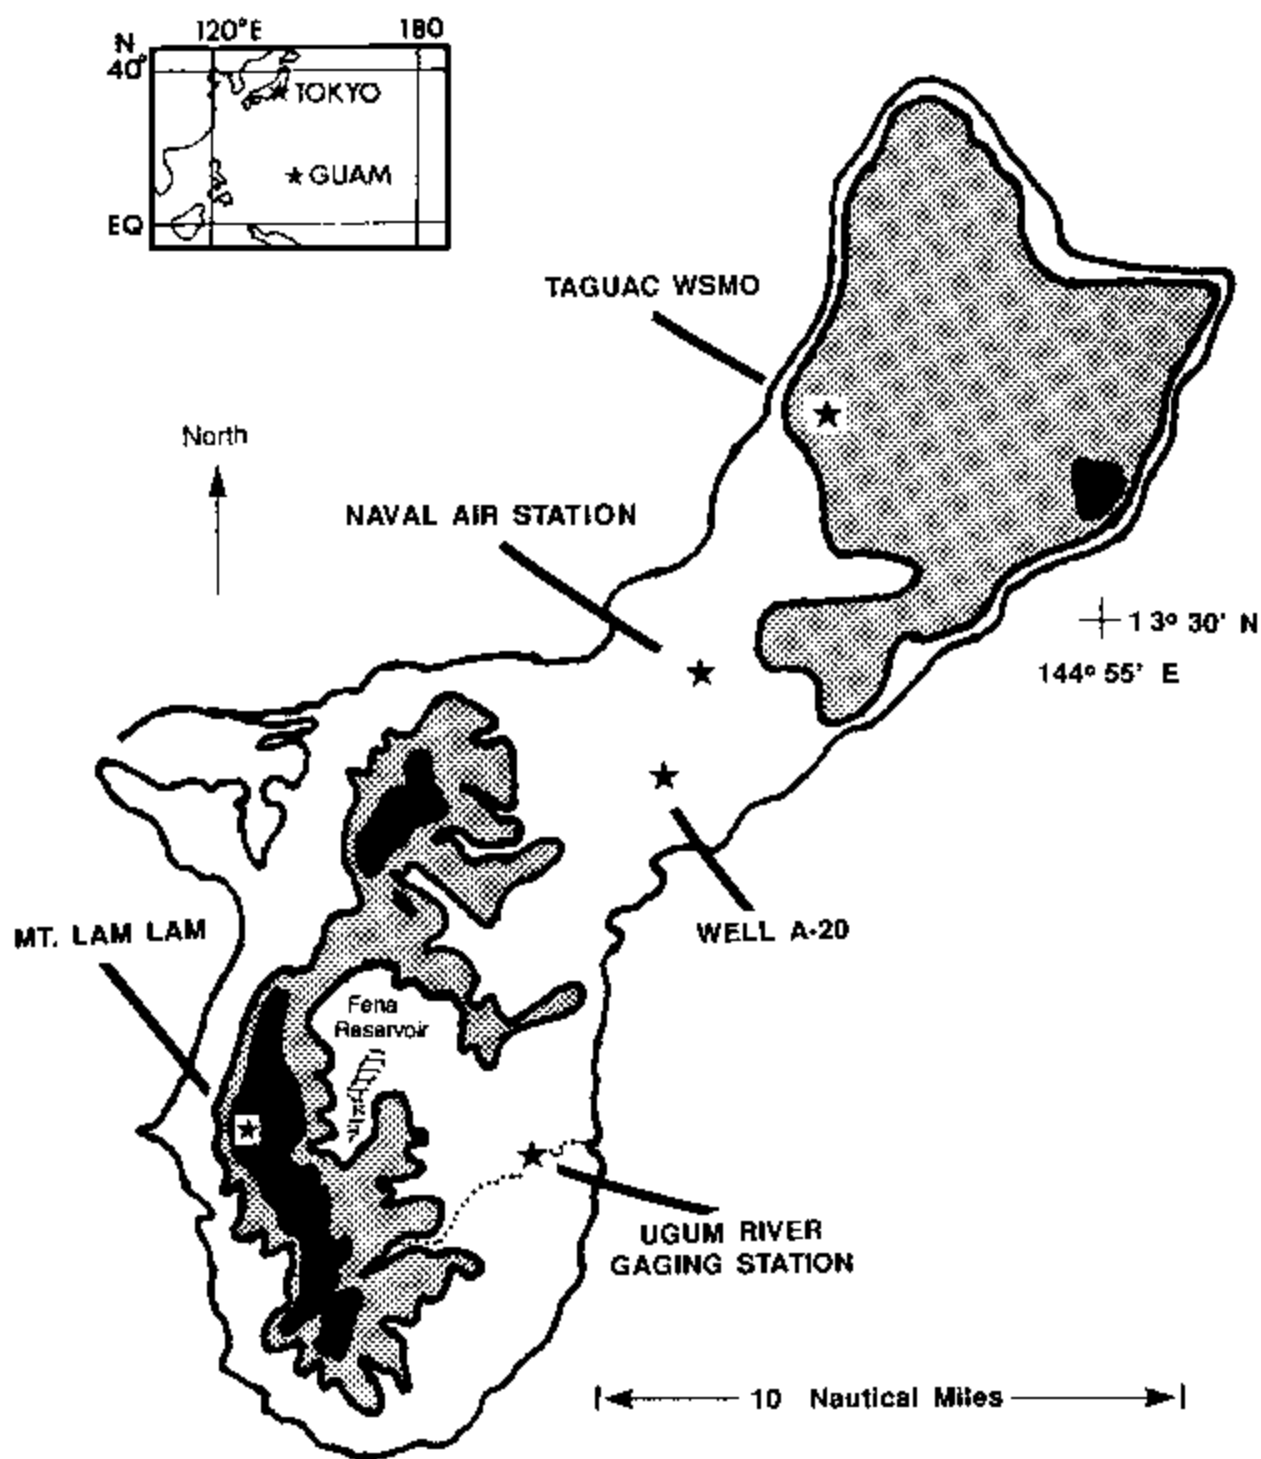 120°E 180
N
40°
TOKYO
GUAM
EQ
TAGUAC WSMO
North
NAVAL AIR STATION
13° 30' N
144° 55' E
MT. LAM LAM
WELL A-20
Fena
Reservoir
UGUM RIVER
GAGING STATION
10 Nautical Miles